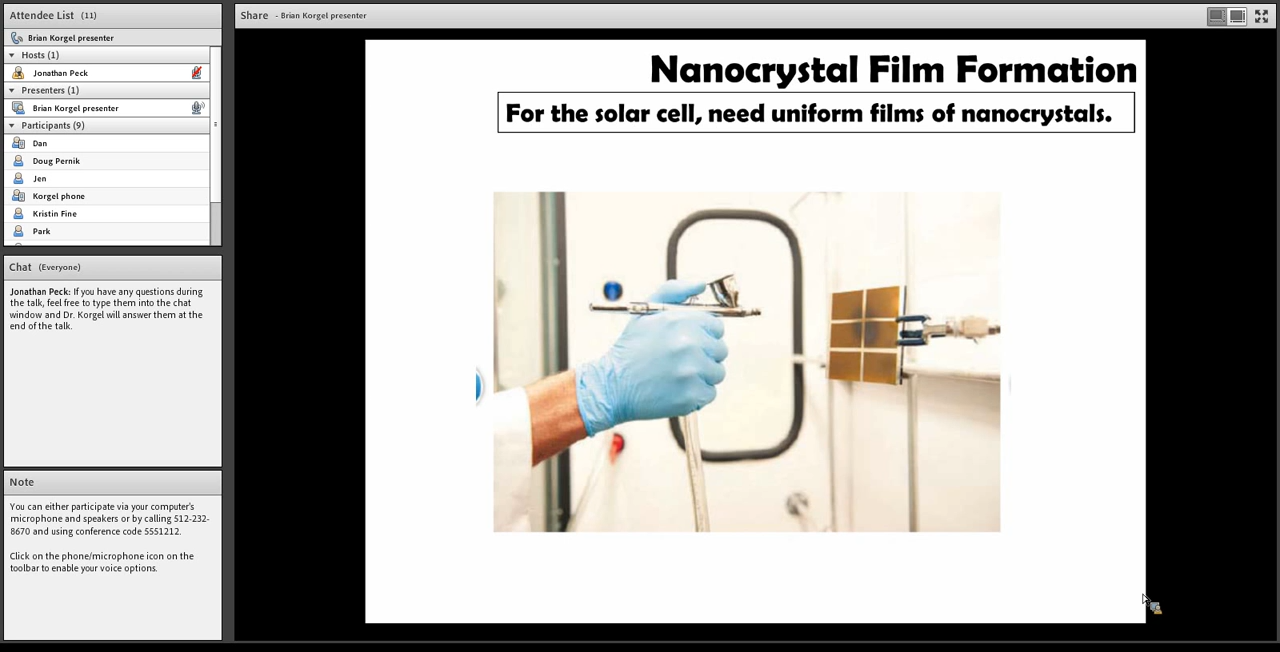 Attendee List (11)
Brian Korgel presenter
Hosts (1)
Jonathan Peck
Presenters (1)
Brian Korgel presenter
Participants (9)
Dan
Doug Pernik
Jen
Korgel phone
Kristin Fine
Park
Chat (Everyone)
Jonathan Peck: If you have any questions during
the talk, feel free to type them into the chat
window and Dr. Korgel will answer them at the
end of the talk.
Note
You can either participate via your computer's
microphone and speakers or by calling 512-232-
8670 and using conference code 5551212.
Click on the phone/microphone icon on the
toolbar to enable your voice options.
Share - Brian Korgel presenter
Nanocrystal Film Formation
For the solar cell, need uniform films of nanocrystals.